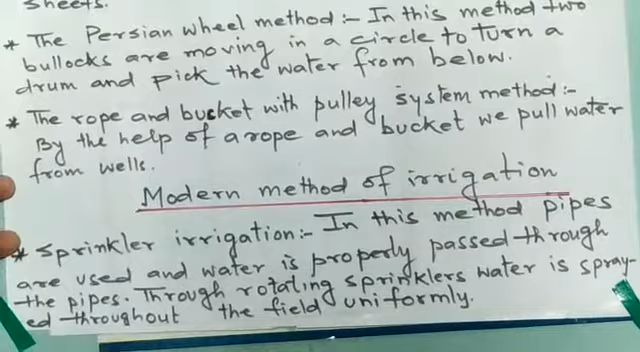 sheets.
* The Persian wheel method :- In this method two
bullocks are moving in a circle to turn a
drum and pick the water from below.
* The rope and bucket with pulley system method :-
By the help of a rope and bucket we pull water
from wells.
Modern method of irrigation
* Sprinkler irrigation :- In this method pipes
are used and water is properly passed through
the pipes. Through rotating sprinklers water is spray-
ed throughout the field uniformly.